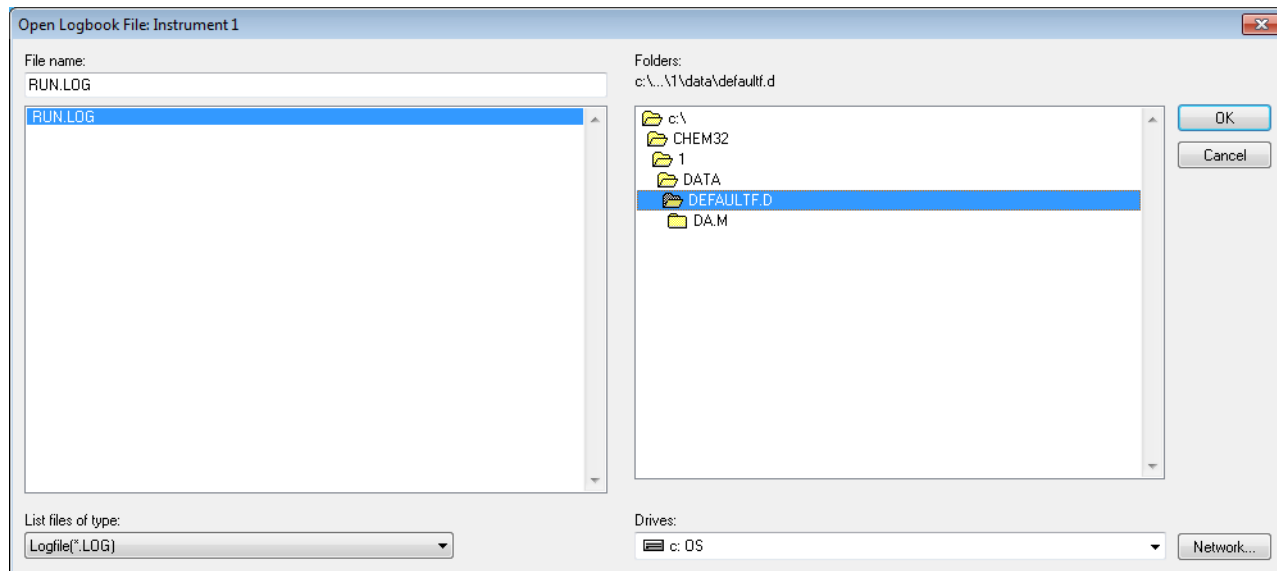 Open Logbook File: Instrument 1
File name:
RUN.LOG
RUN.LOG
List files of type:
Logfile(*.LOG)
Folders:
c:\...\1\data\defaultf.d
c:\
CHEM32
1
DATA
DEFAULTF.D
DA.M
Drives:
c: OS
OK
Cancel
Network...